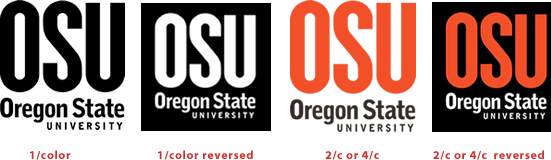 OSU
Oregon State
UNIVERSITY
1/color
OSU
Oregon State
UNIVERSITY
1/color reversed
OSU
Oregon State
UNIVERSITY
2/c or 4/c
OSU
Oregon State
UNIVERSITY
2/c or 4/c reversed